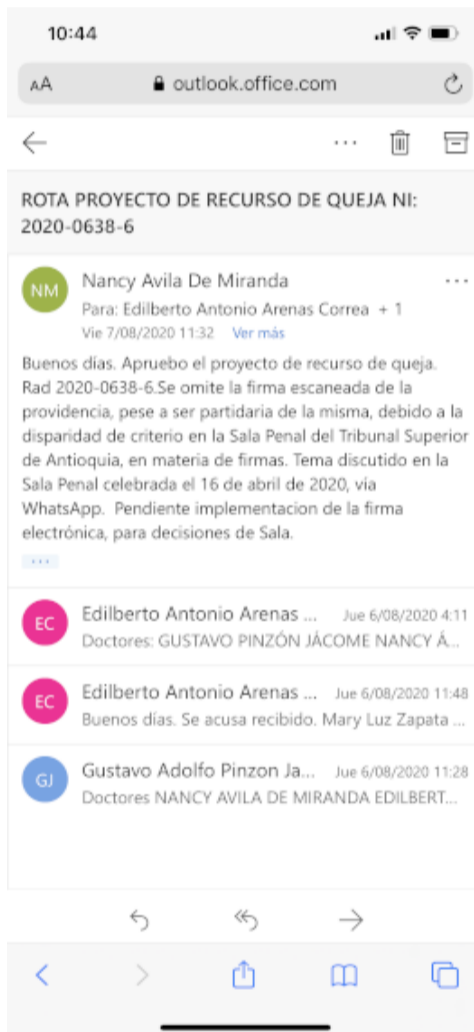 10:44
AA outlook.office.com
ROTA PROYECTO DE RECURSO DE QUEJA NI:
2020-0638-6
NM Nancy Avila De Miranda
Para: Edilberto Antonio Arenas Correa + 1
Vie 7/08/2020 11:32 Ver más
Buenos días. Apruebo el proyecto de recurso de queja.
Rad 2020-0638-6.Se omite la firma escaneada de la
providencia, pese a ser partidaria de la misma, debido a la
disparidad de criterio en la Sala Penal del Tribunal Superior
de Antioquia, en materia de firmas. Tema discutido en la
Sala Penal celebrada el 16 de abril de 2020, vía
WhatsApp. Pendiente implementacion de la firma
electrónica, para decisiones de Sala.
EC Edilberto Antonio Arenas ... Jue 6/08/2020 4:11
Doctores: GUSTAVO PINZÓN JÁCOME NANCY Á...
EC Edilberto Antonio Arenas ... Jue 6/08/2020 11:48
Buenos días. Se acusa recibido. Mary Luz Zapata ...
GJ Gustavo Adolfo Pinzon Ja... Jue 6/08/2020 11:28
Doctores NANCY AVILA DE MIRANDA EDILBERT...